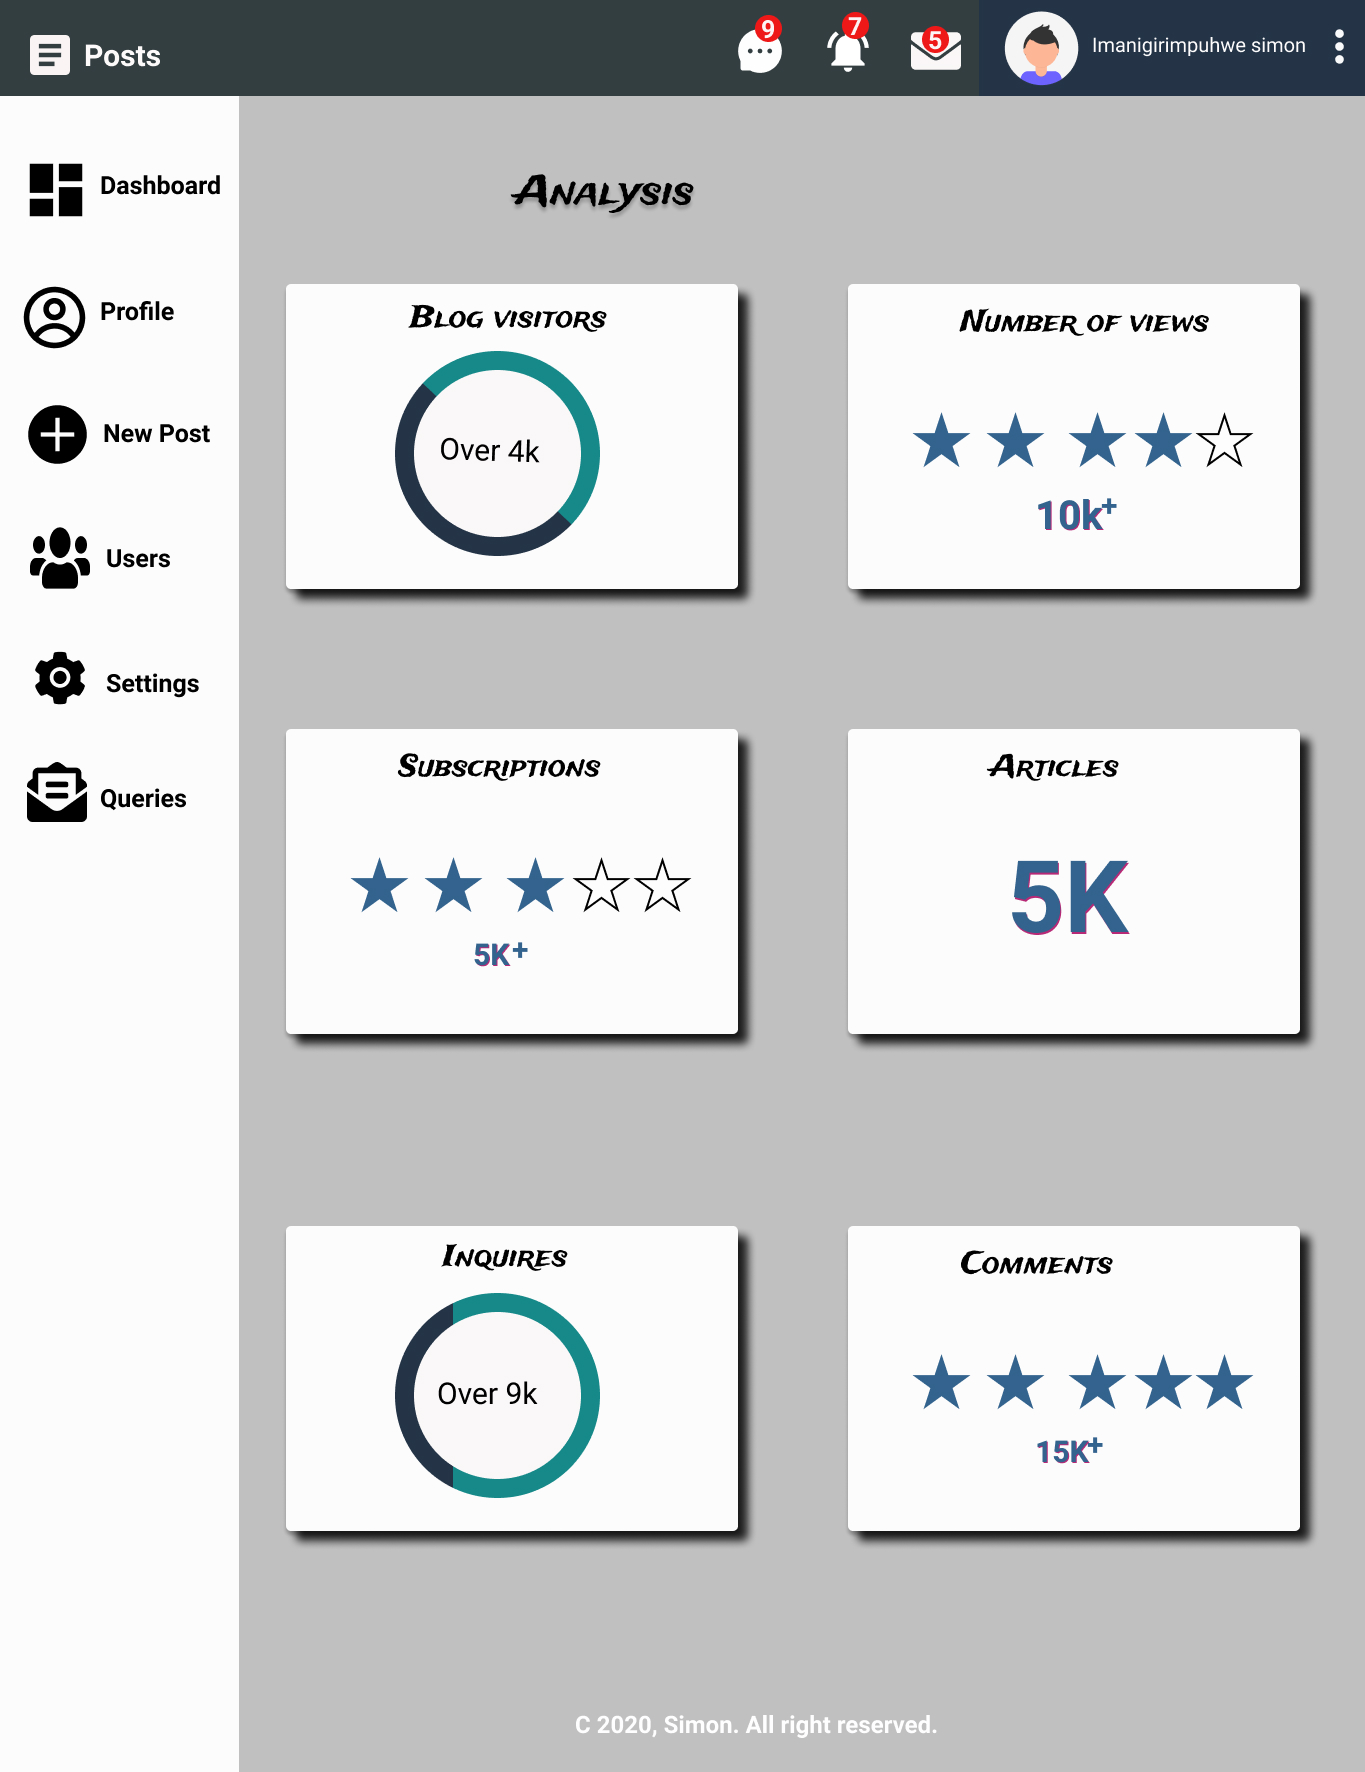 Posts
9
7
5
Imanigirimpuhwe simon
Dashboard
Profile
New Post
Users
Settings
Queries
Analysis
Blog visitors
Over 4k
Number of views
10k+
Subscriptions
5K+
Articles
5K
Inquires
Over 9k
Comments
15K+
C 2020, Simon. All right reserved.